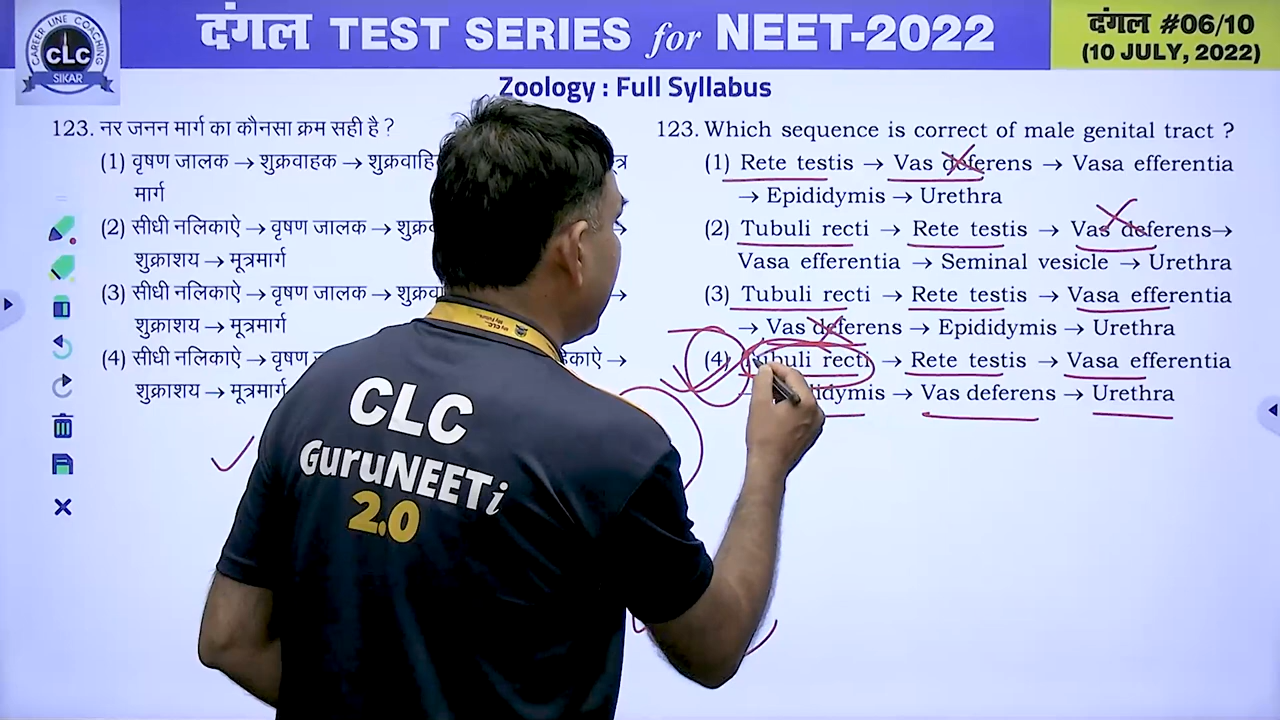 CAREER LINE COACHING
CLC
SIKAR
दंगल TEST SERIES for NEET-2022
दंगल #06/10
(10 JULY, 2022)
Zoology : Full Syllabus
123. नर जनन मार्ग का कौनसा क्रम सही है ?
(1) वृषण जालक → शुक्रवाहक →
मार्ग
(2) सीधी नलिकाऐ → वृषण जालक → →
शुक्राशय → मूत्रमार्ग
(3) सीधी नलिकाऐ → वृषण जालक → →
शुक्राशय → मूत्रमार्ग
(4) सीधी नलिकाऐ → →
शुक्राशय → मूत्रमार्ग
123. Which sequence is correct of male genital tract ?
(1) Rete testis → Vas deferens → Vasa efferentia
→ Epididymis → Urethra
(2) Tubuli recti → Rete testis → Vas deferens→
Vasa efferentia → Seminal vesicle → Urethra
(3) Tubuli recti → Rete testis → Vasa efferentia
→ Vas deferens → Epididymis → Urethra
(4) Tubuli recti → Rete testis → Vasa efferentia
→ Vas deferens → Urethra
CLC
GuruNEETi
2.0